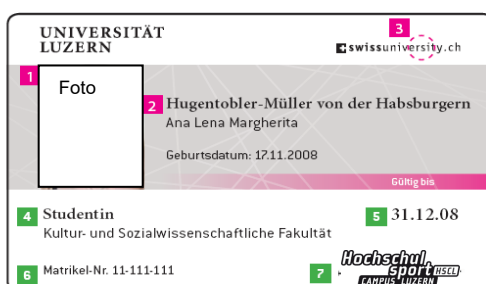 UNIVERSITÄT
LUZERN
3
swissuniversity.ch
1
Foto
2 Hugentobler-Müller von der Habsburgern
Ana Lena Margherita
Geburtsdatum: 17.11.2008
Gültig bis
4 Studentin
5 31.12.08
Kultur- und Sozialwissenschaftliche Fakultät
6 Matrikel-Nr. 11-111-111
7
Hochschul
sport HSCL
CAMPUS LUZERN